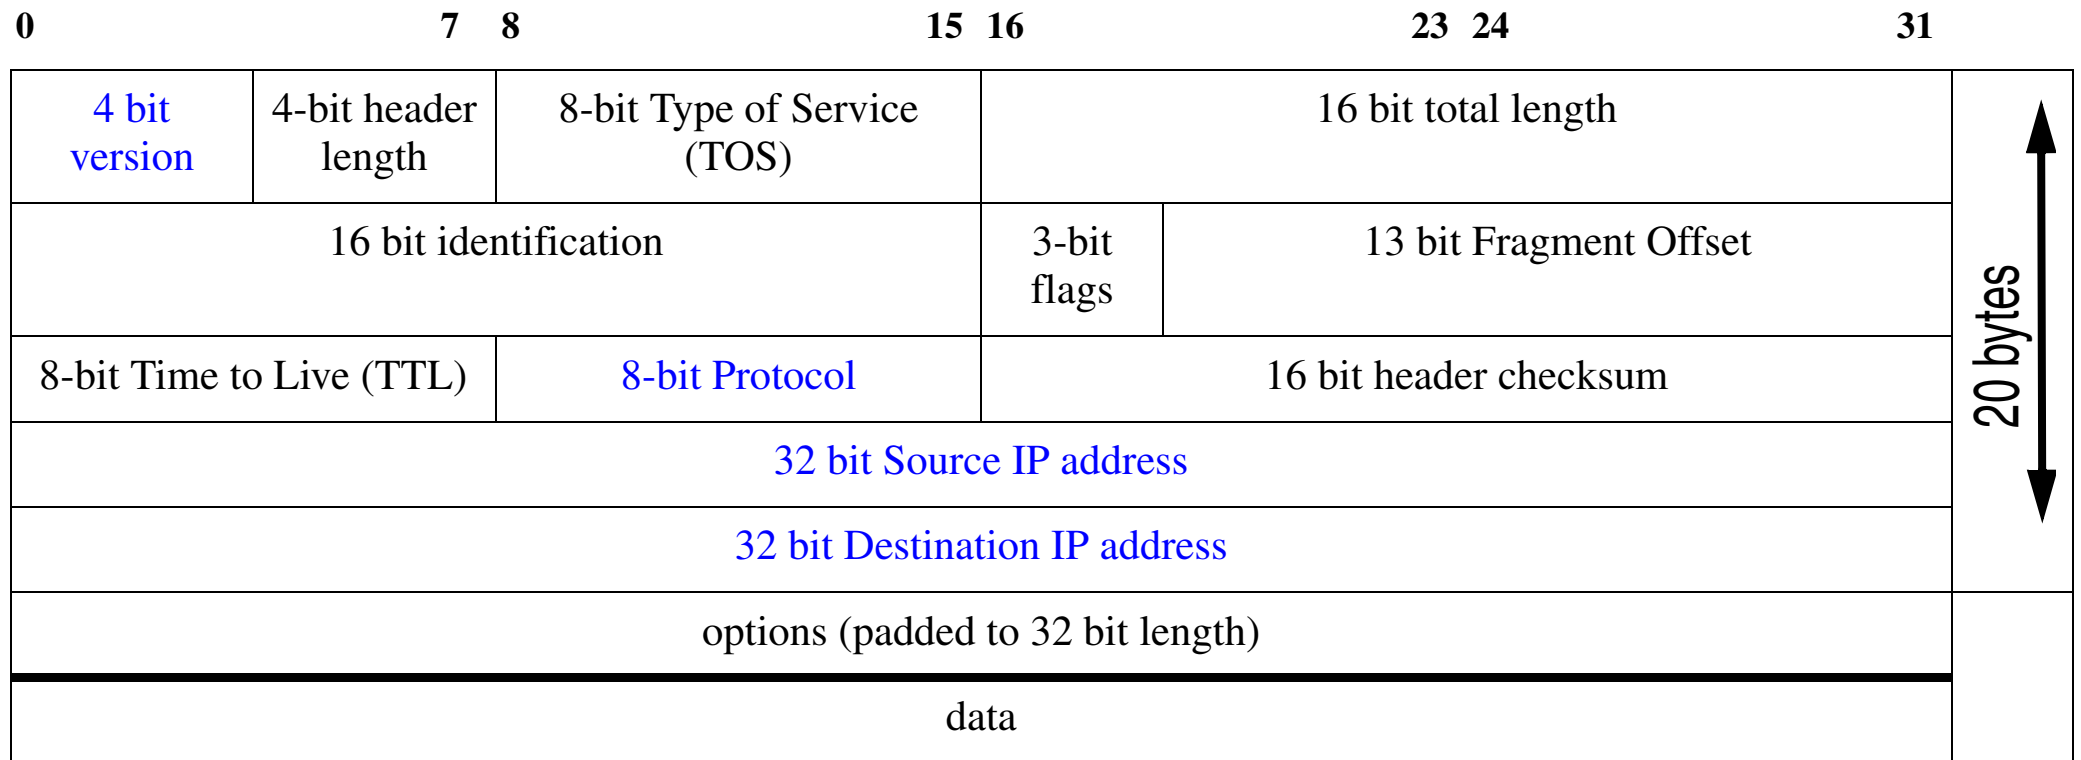 0 7 8 15 16 23 24 31
4 bit
version
4-bit header
length
8-bit Type of Service
(TOS)
16 bit total length
16 bit identification
3-bit
flags
13 bit Fragment Offset
8-bit Time to Live (TTL)
8-bit Protocol
16 bit header checksum
32 bit Source IP address
32 bit Destination IP address
20 bytes
options (padded to 32 bit length)
data